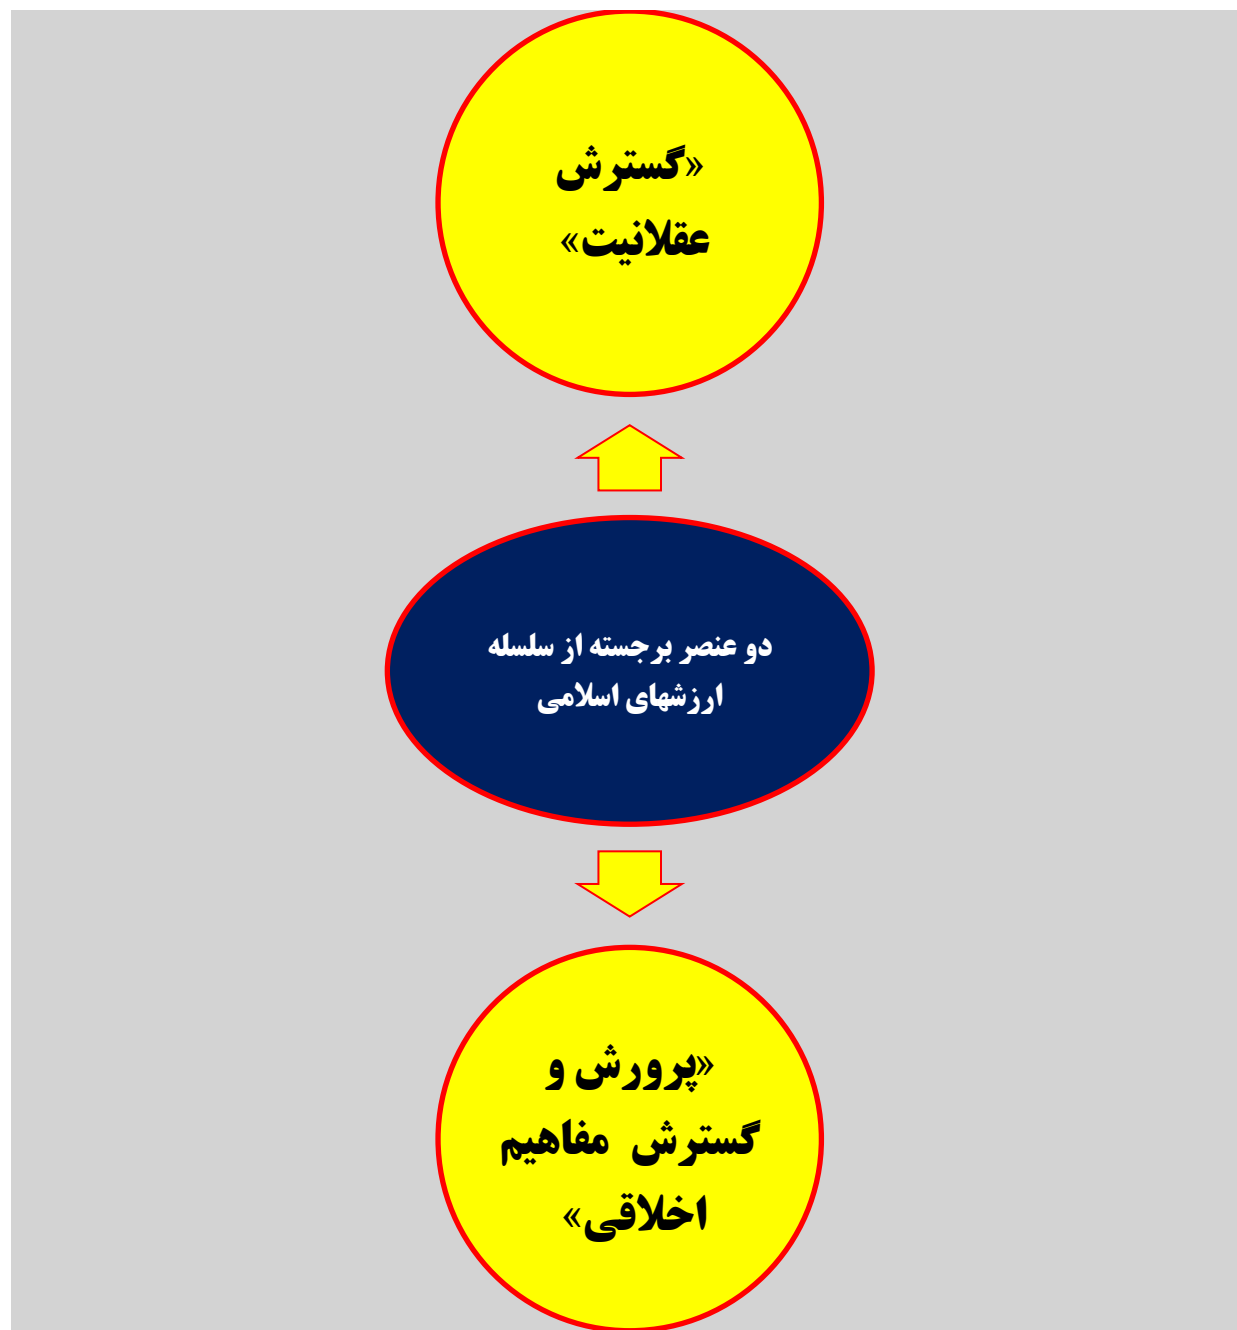 «گسترش
عقلانیت»
دو عنصر برجسته از سلسله
ارزشهای اسلامی
«پرورش و
گسترش مفاهیم
اخلاقی»